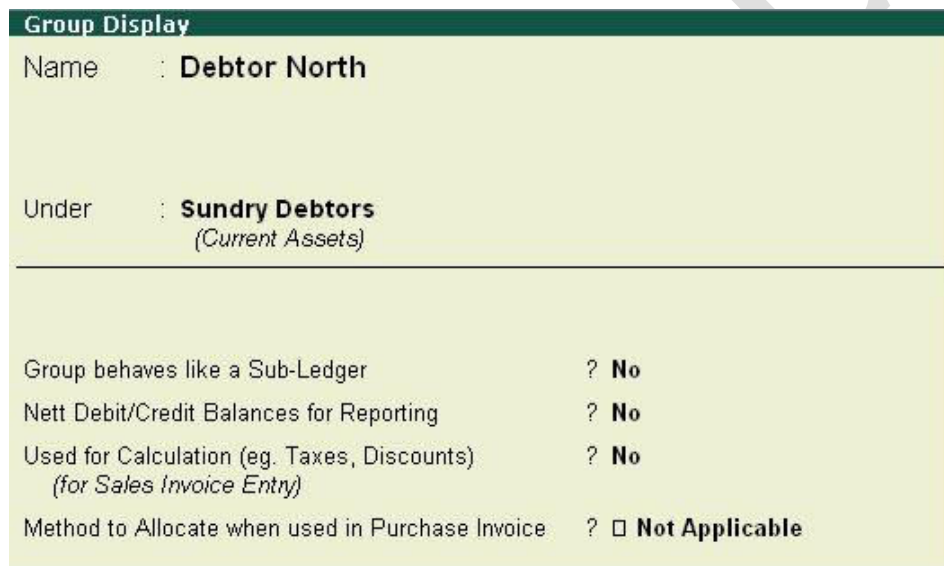 Group Display
Name : Debtor North
Under : Sundry Debtors
(Current Assets)
Group behaves like a Sub-Ledger ? No
Nett Debit/Credit Balances for Reporting ? No
Used for Calculation (eg. Taxes, Discounts) ? No
(for Sales Invoice Entry)
Method to Allocate when used in Purchase Invoice ? □ Not Applicable